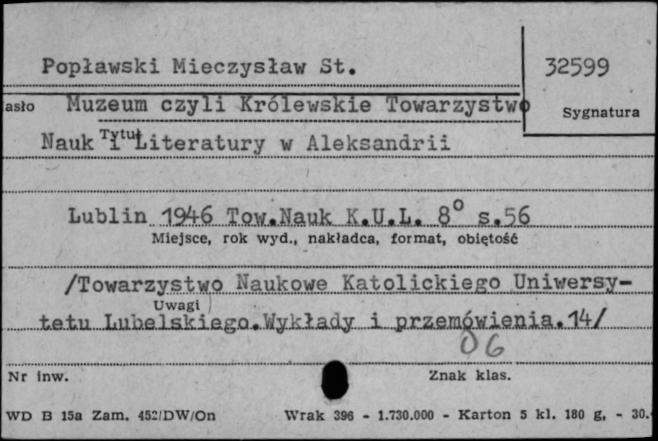 Popławski Mieczysław St.
32599
asło Muzeum czyli Królewskie Towarzystwo
Sygnatura
Nauk i Literatury w Aleksandrii
Tytuł
Lublin 1946 Tow.Nauk K.U.L. 8° s.56
Miejsce, rok wyd., nakładca, format, objętość
/Towarzystwo Naukowe Katolickiego Uniwersy-
Uwagi
tetu Lubelskiego.Wykłady i przemówienia.14/
06
Nr inw.
Znak klas.
WD B 15a Zam. 452/DW/On Wrak 396 - 1.730.000 - Karton 5 kl. 180 g, - 30.